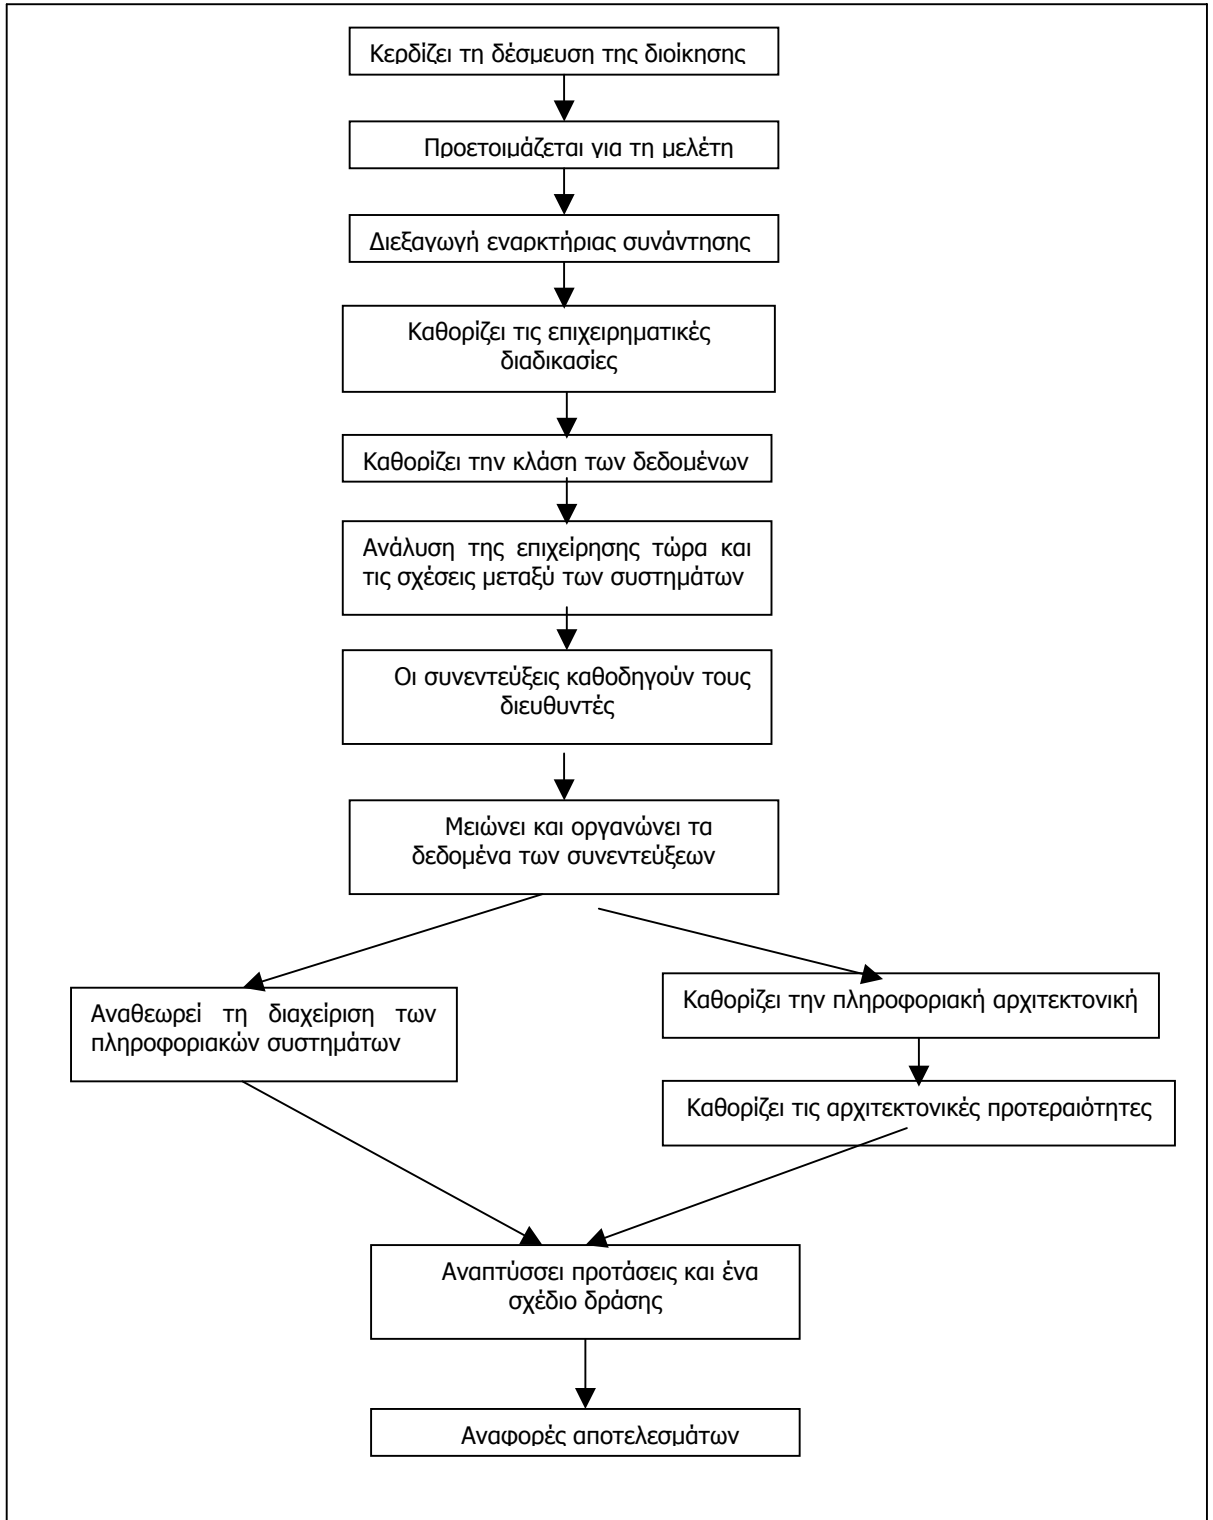 Κερδίζει τη δέσμευση της διοίκησης
Προετοιμάζεται για τη μελέτη
Διεξαγωγή εναρκτήριας συνάντησης
Καθορίζει τις επιχειρηματικές
διαδικασίες
Καθορίζει την κλάση των δεδομένων
Ανάλυση της επιχείρησης τώρα και
τις σχέσεις μεταξύ των συστημάτων
Οι συνεντεύξεις καθοδηγούν τους
διευθυντές
Μειώνει και οργανώνει τα
δεδομένα των συνεντεύξεων
Αναθεωρεί τη διαχείριση των
πληροφοριακών συστημάτων
Καθορίζει την πληροφοριακή αρχιτεκτονική
Καθορίζει τις αρχιτεκτονικές προτεραιότητες
Αναπτύσσει προτάσεις και ένα
σχέδιο δράσης
Αναφορές αποτελεσμάτων